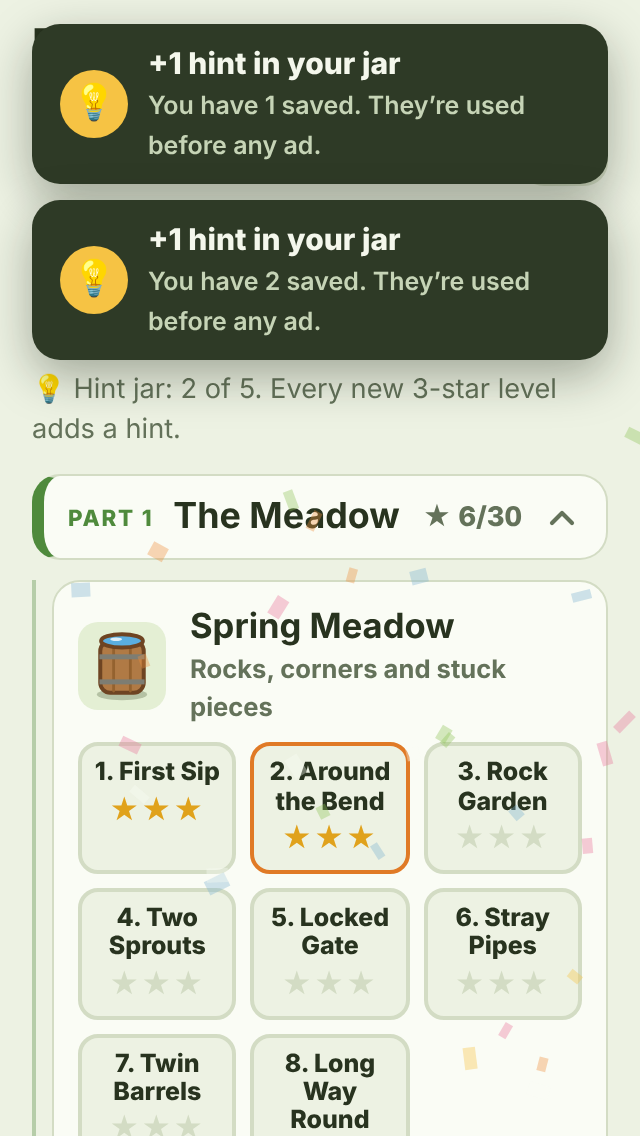 +1 hint in your jar
You have 1 saved. They’re used
before any ad.
+1 hint in your jar
You have 2 saved. They’re used
before any ad.
💡 Hint jar: 2 of 5. Every new 3-star level
adds a hint.
PART 1 The Meadow ★ 6/30
Spring Meadow
Rocks, corners and stuck
pieces
1. First Sip
★★★
2. Around
the Bend
★★★
3. Rock
Garden
★★★
4. Two
Sprouts
★★★
5. Locked
Gate
★★★
6. Stray
Pipes
★★★
7. Twin
Barrels
★★★
8. Long
Way
Round